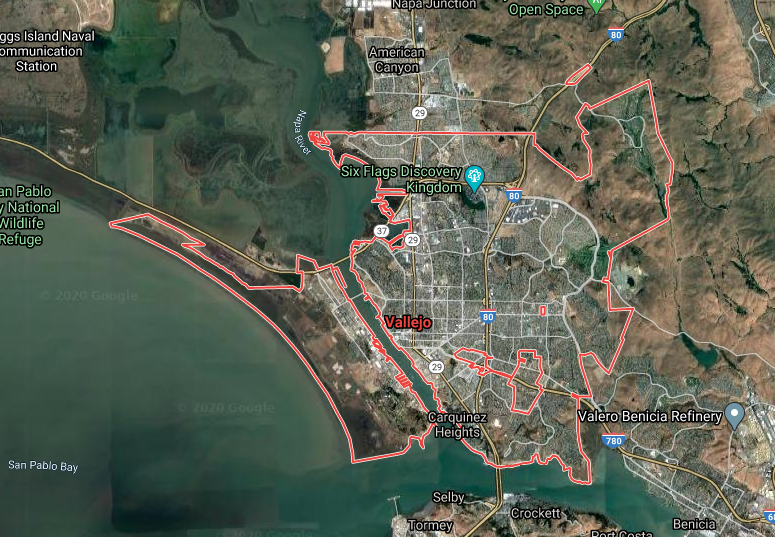 Napa Junction
Open Space
80
ggs Island Naval
ommunication
Station
American
Canyon
29
Napa River
Six Flags Discovery
Kingdom
80
an Pablo
y National
Wildlife
Refuge
37
29
© 2020 Google
80
Vallejo
29
© 2020 Google
Carquinez
Heights
Valero Benicia Refinery
780
San Pablo Bay
Selby
Crockett
Tormey
Benicia
Port Costa